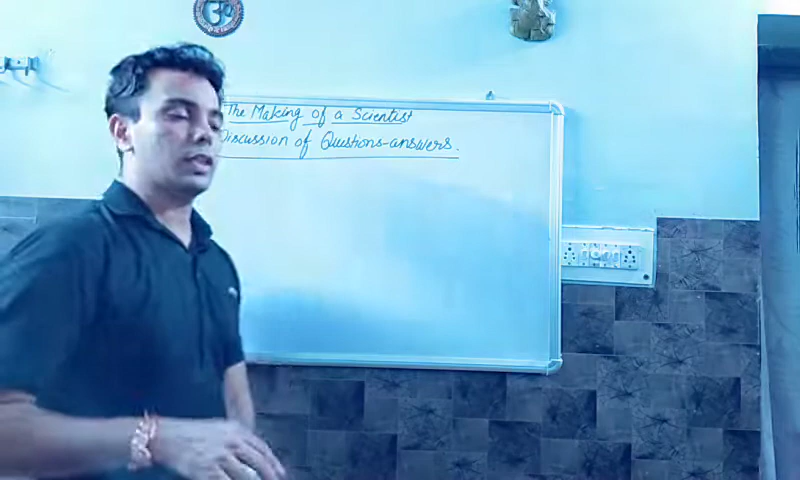 The Making of a Scientist
Discussion of Questions-answers.
ॐ